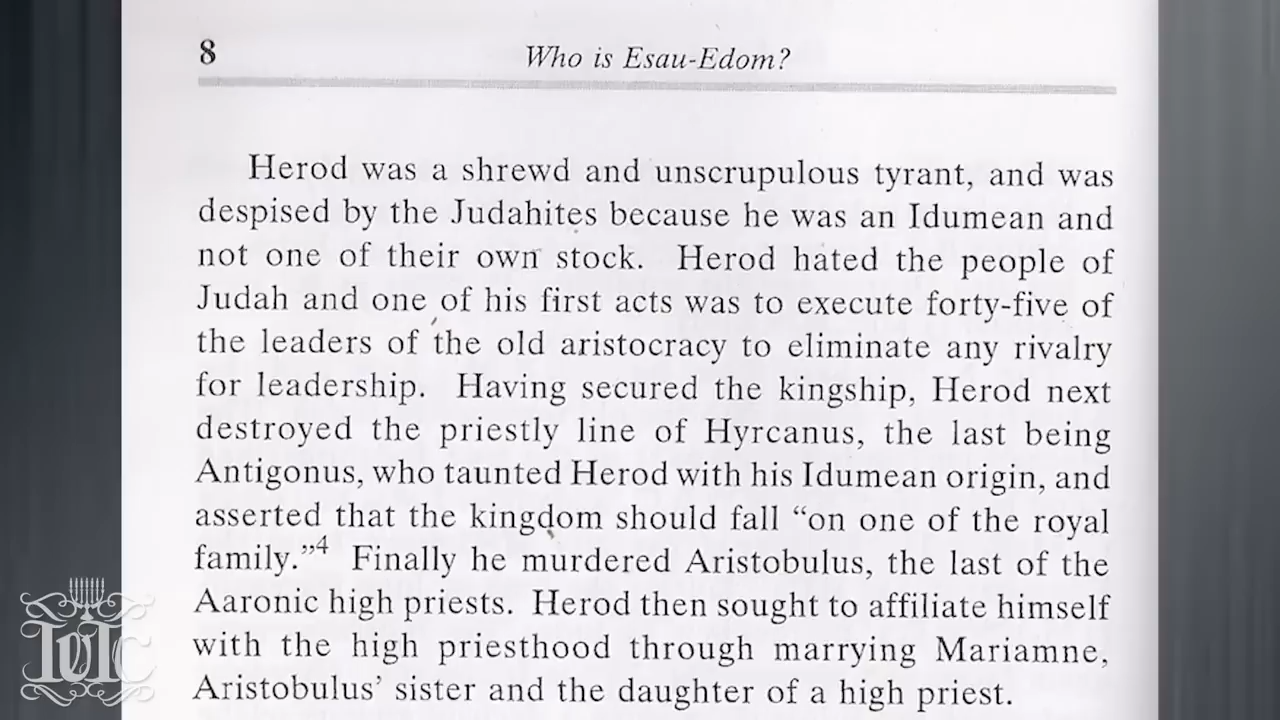 8
Who is Esau-Edom?
Herod was a shrewd and unscrupulous tyrant, and was
despised by the Judahites because he was an Idumean and
not one of their own stock. Herod hated the people of
Judah and one of his first acts was to execute forty-five of
the leaders of the old aristocracy to eliminate any rivalry
for leadership. Having secured the kingship, Herod next
destroyed the priestly line of Hyrcanus, the last being
Antigonus, who taunted Herod with his Idumean origin, and
asserted that the kingdom should fall “on one of the royal
family.”4 Finally he murdered Aristobulus, the last of the
Aaronic high priests. Herod then sought to affiliate himself
with the high priesthood through marrying Mariamne,
Aristobulus’ sister and the daughter of a high priest.
IUIC